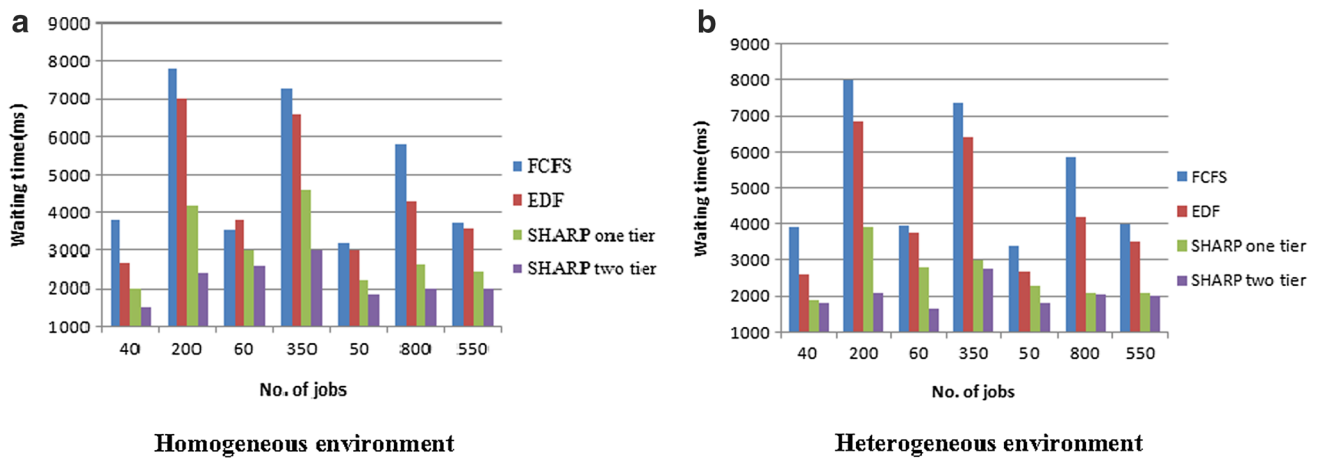 a
9000
8000
7000
6000
5000
4000
3000
2000
1000
Waiting time(ms)
40 200 60 350 50 800 550
No. of jobs
FCFS
EDF
SHARP one tier
SHARP two tier
Homogeneous environment
b
9000
8000
7000
6000
5000
4000
3000
2000
1000
Waiting time(ms)
40 200 60 350 50 800 550
No. of jobs
FCFS
EDF
SHARP one tier
SHARP two tier
Heterogeneous environment